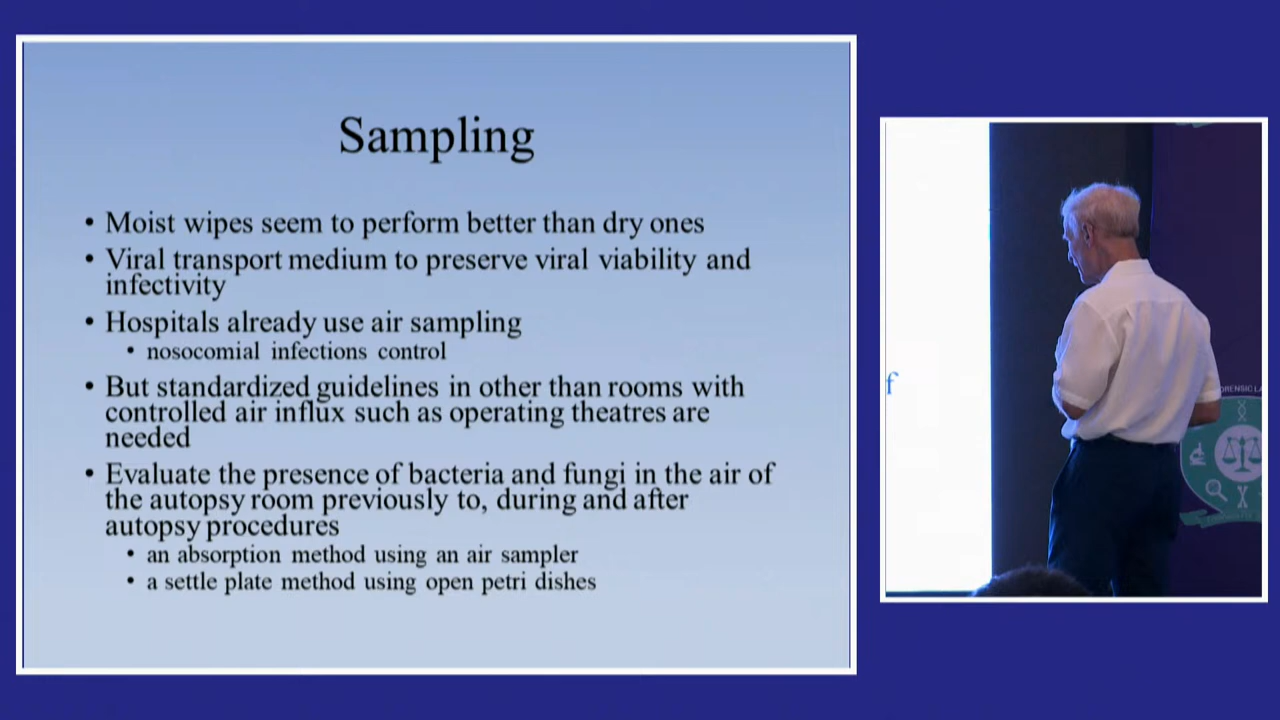 Sampling
• Moist wipes seem to perform better than dry ones
• Viral transport medium to preserve viral viability and
infectivity
• Hospitals already use air sampling
• nosocomial infections control
• But standardized guidelines in other than rooms with
controlled air influx such as operating theatres are
needed
• Evaluate the presence of bacteria and fungi in the air of
the autopsy room previously to, during and after
autopsy procedures
• an absorption method using an air sampler
• a settle plate method using open petri dishes
f